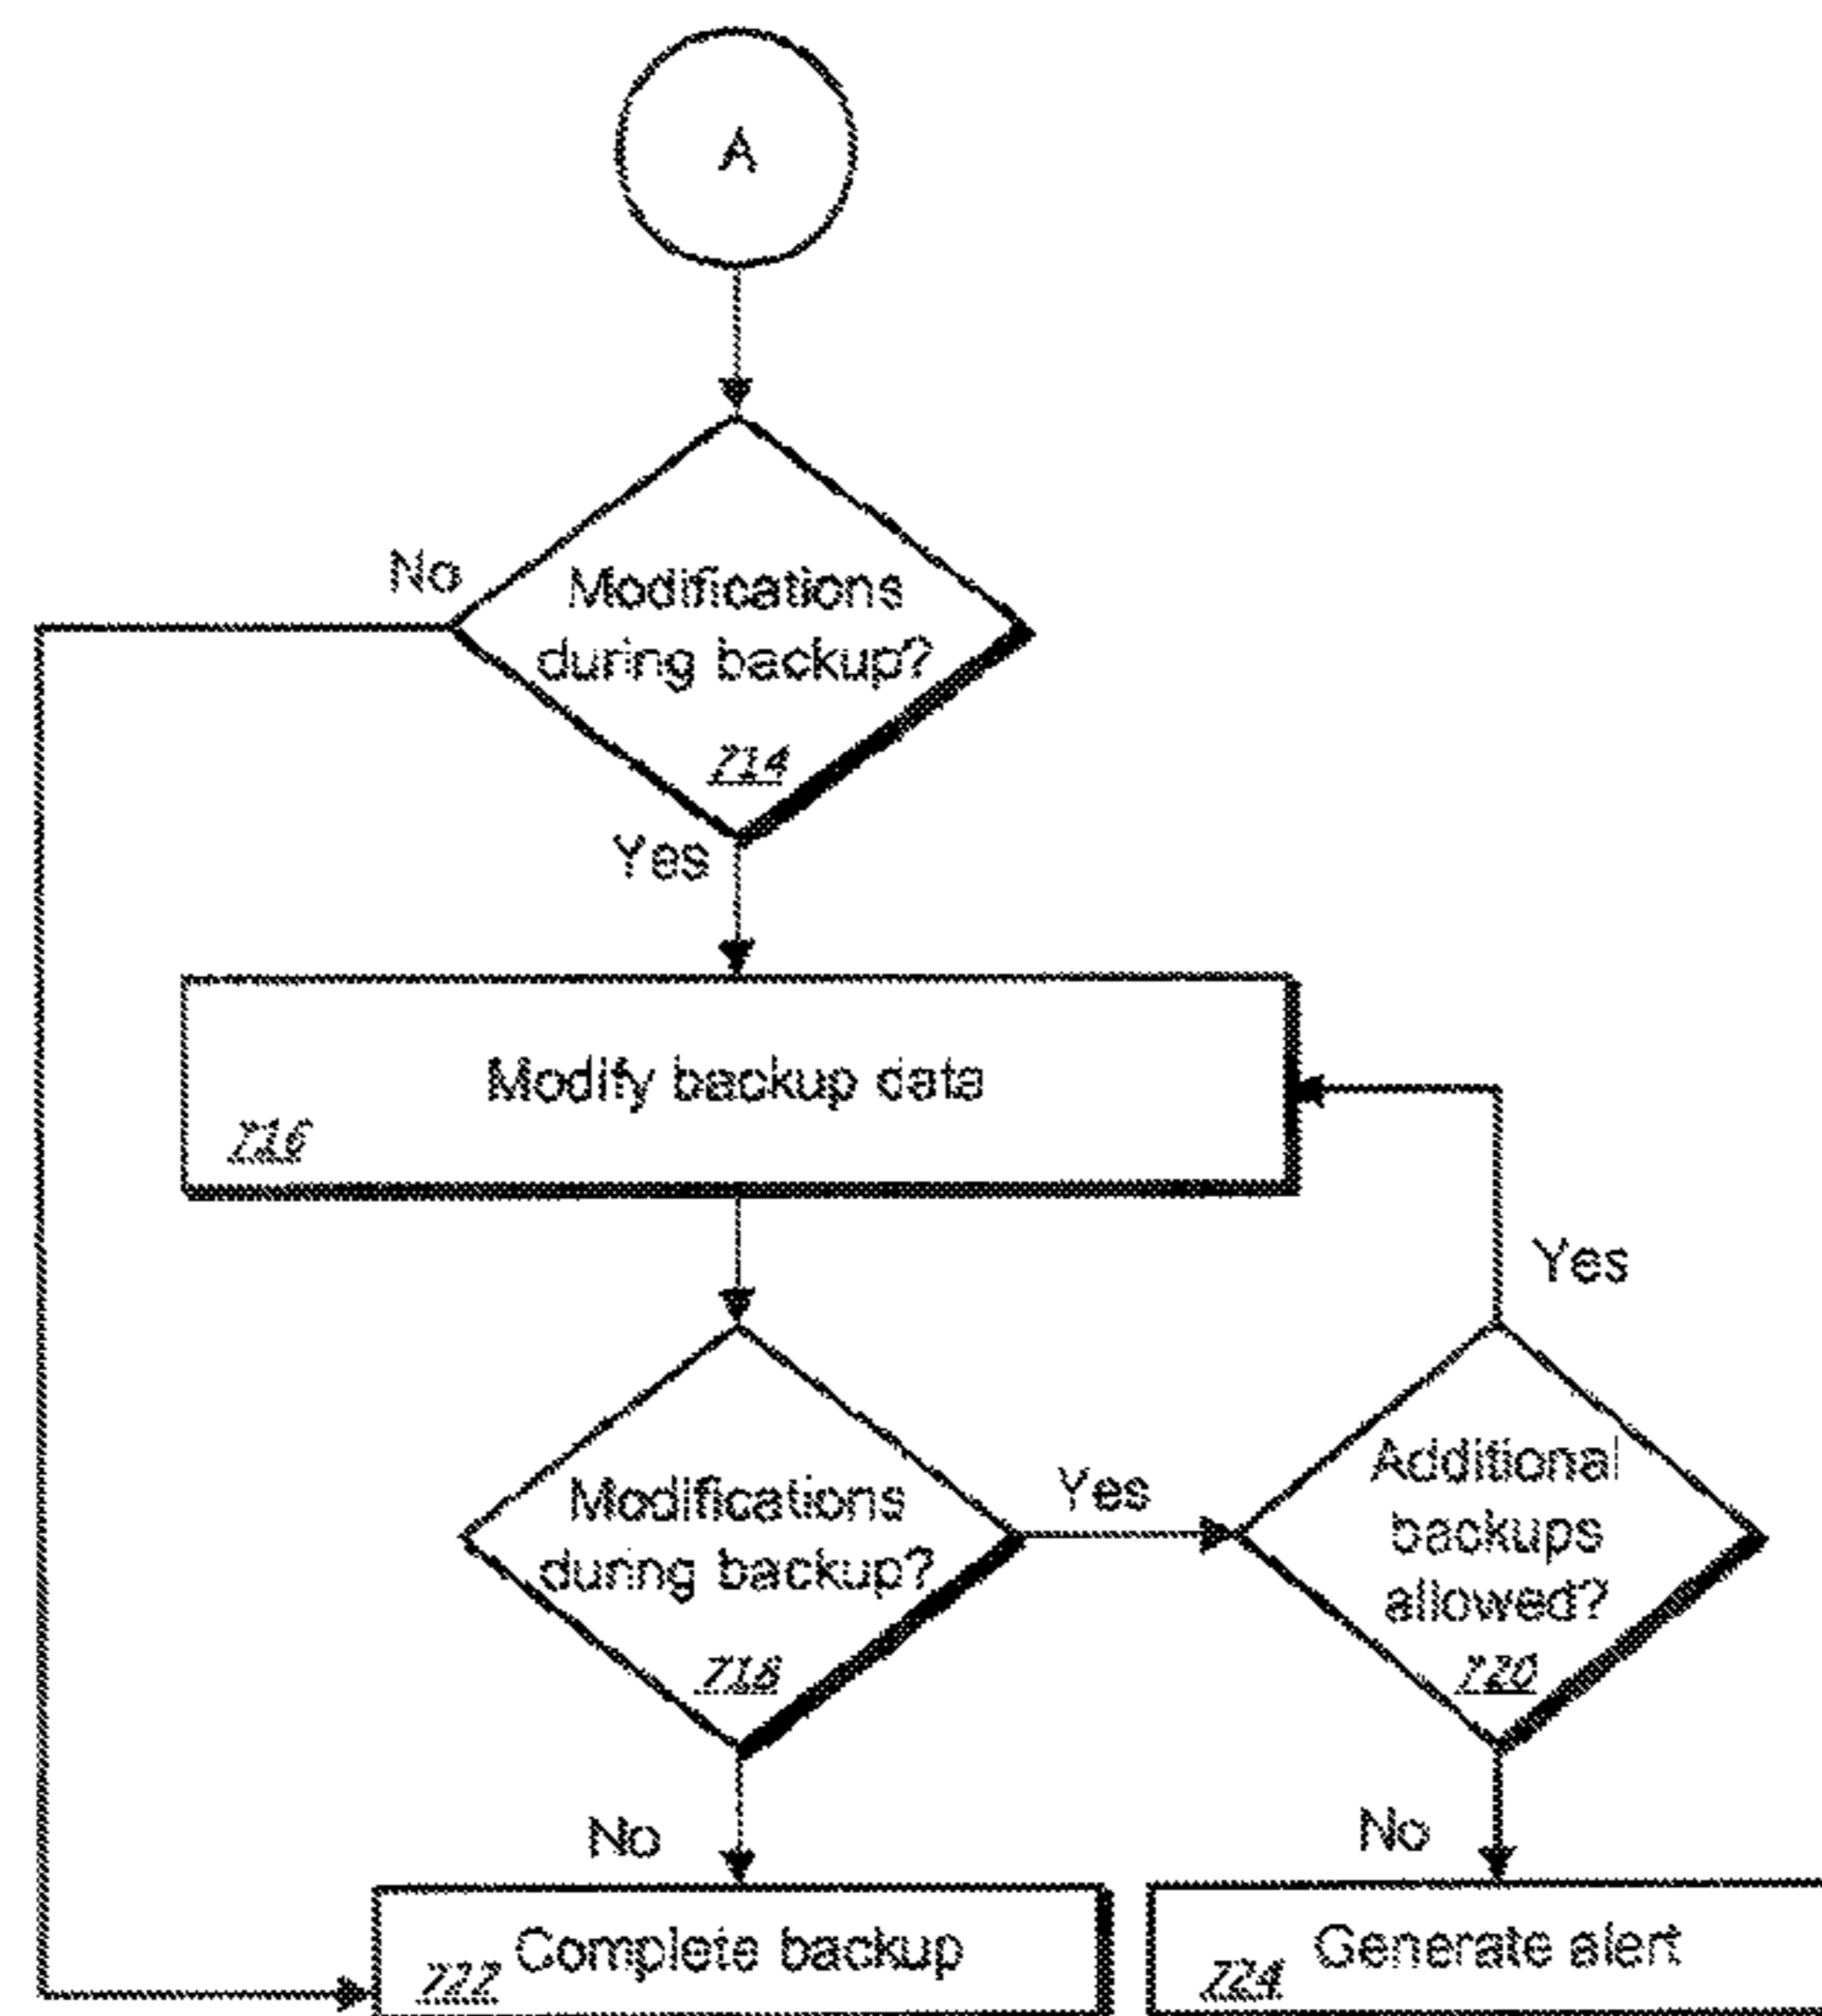 A
No
Modifications
during backup?
714
Yes
Modify backup data
716
Yes
Modifications
during backup?
718
Yes
Additional
backups
allowed?
720
No
No
Complete backup
722
Generate alert
724